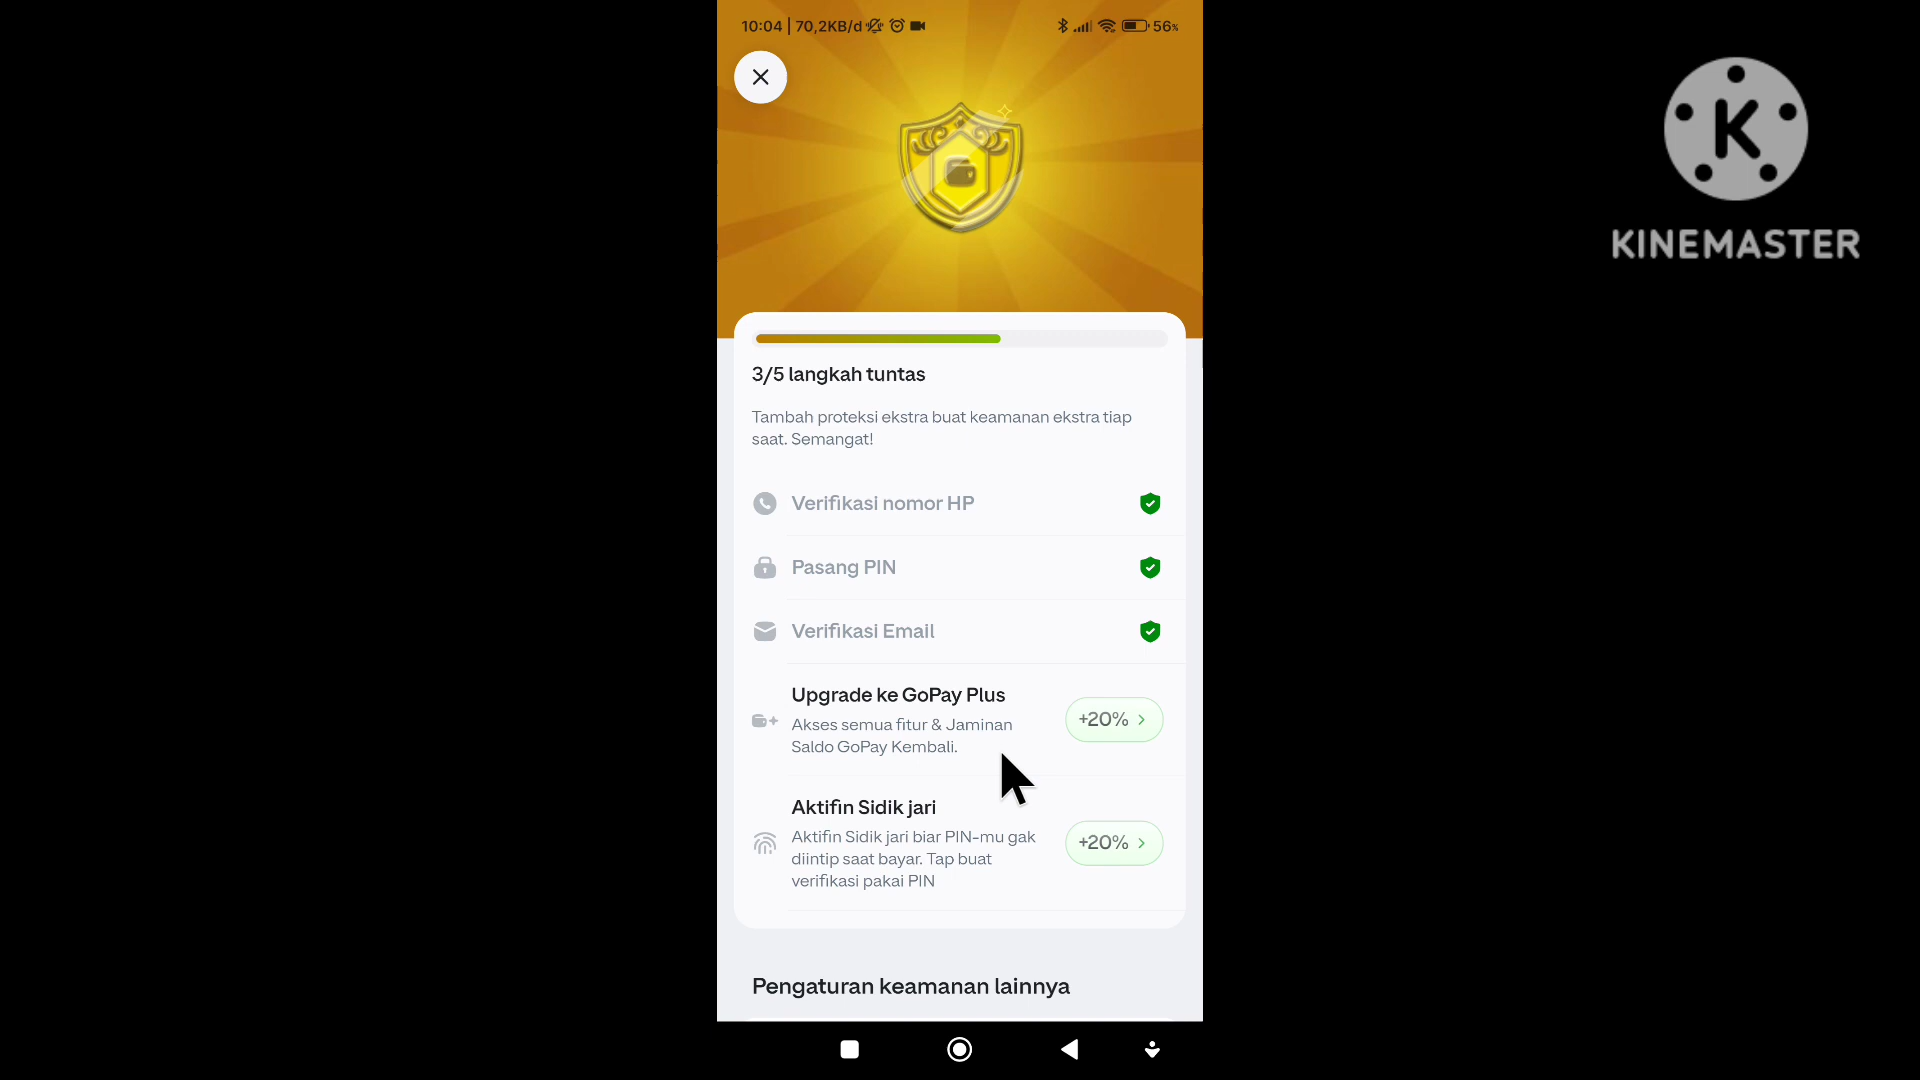 10:04 | 70,2KB/d 56%
KINEMASTER
3/5 langkah tuntas
Tambah proteksi ekstra buat keamanan ekstra tiap
saat. Semangat!
Verifikasi nomor HP
Pasang PIN
Verifikasi Email
Upgrade ke GoPay Plus
Akses semua fitur & Jaminan
Saldo GoPay Kembali.
+20%
Aktifin Sidik jari
Aktifin Sidik jari biar PIN-mu gak
diintip saat bayar. Tap buat
verifikasi pakai PIN
+20%
Pengaturan keamanan lainnya